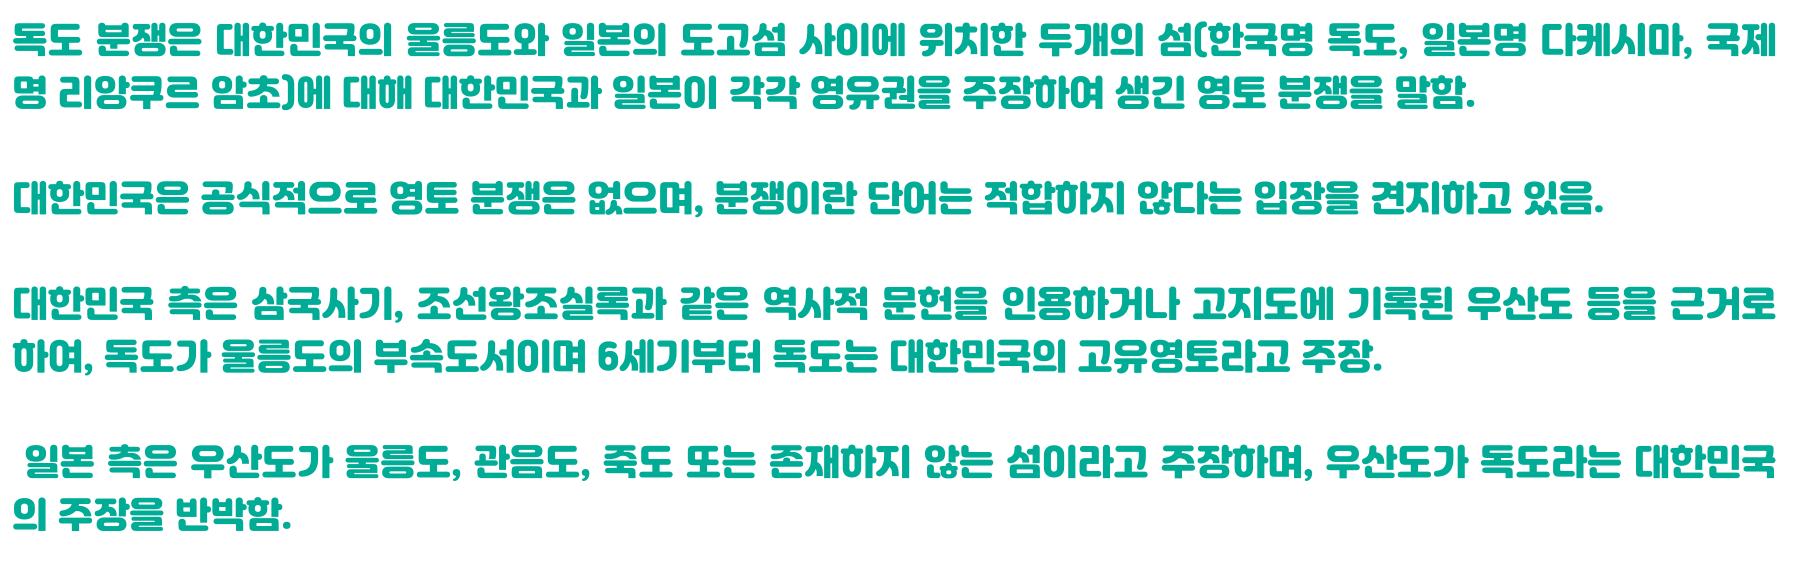 독도 분쟁은 대한민국의 울릉도와 일본의 도고섬 사이에 위치한 두개의 섬(한국명 독도, 일본명 다케시마, 국제
명 리앙쿠르 암초)에 대해 대한민국과 일본이 각각 영유권을 주장하여 생긴 영토 분쟁을 말함.
대한민국은 공식적으로 영토 분쟁은 없으며, 분쟁이란 단어는 적합하지 않다는 입장을 견지하고 있음.
대한민국 측은 삼국사기, 조선왕조실록과 같은 역사적 문헌을 인용하거나 고지도에 기록된 우산도 등을 근거로
하여, 독도가 울릉도의 부속도서이며 6세기부터 독도는 대한민국의 고유영토라고 주장.
일본 측은 우산도가 울릉도, 관음도, 죽도 또는 존재하지 않는 섬이라고 주장하며, 우산도가 독도라는 대한민국
의 주장을 반박함.